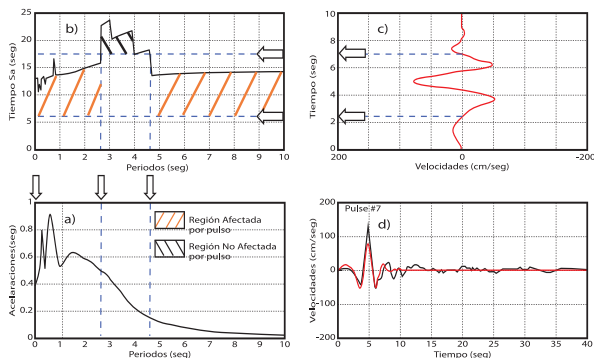 25
20
15
10
5
0
Tiempo Sa (seg)
b)
0 1 2 3 4 5 6 7 8 9 10
Periodos (seg)
10
8
6
4
2
0
Tiempo (seg)
c)
200 0 -200
Velocidades (cm/seg)
1
0.8
0.6
0.4
0.2
0
Acelaraciones(seg)
a)
Región Afectada
por pulso
Región No Afectada
por pulso
0 1 2 3 4 5 6 7 8 9 10
Periodos (seg)
200
100
0
-100
-200
Velocidades (cm/seg)
Pulse #7
d)
0 5 10 15 20 25 30 35 40
Tiempo (seg)